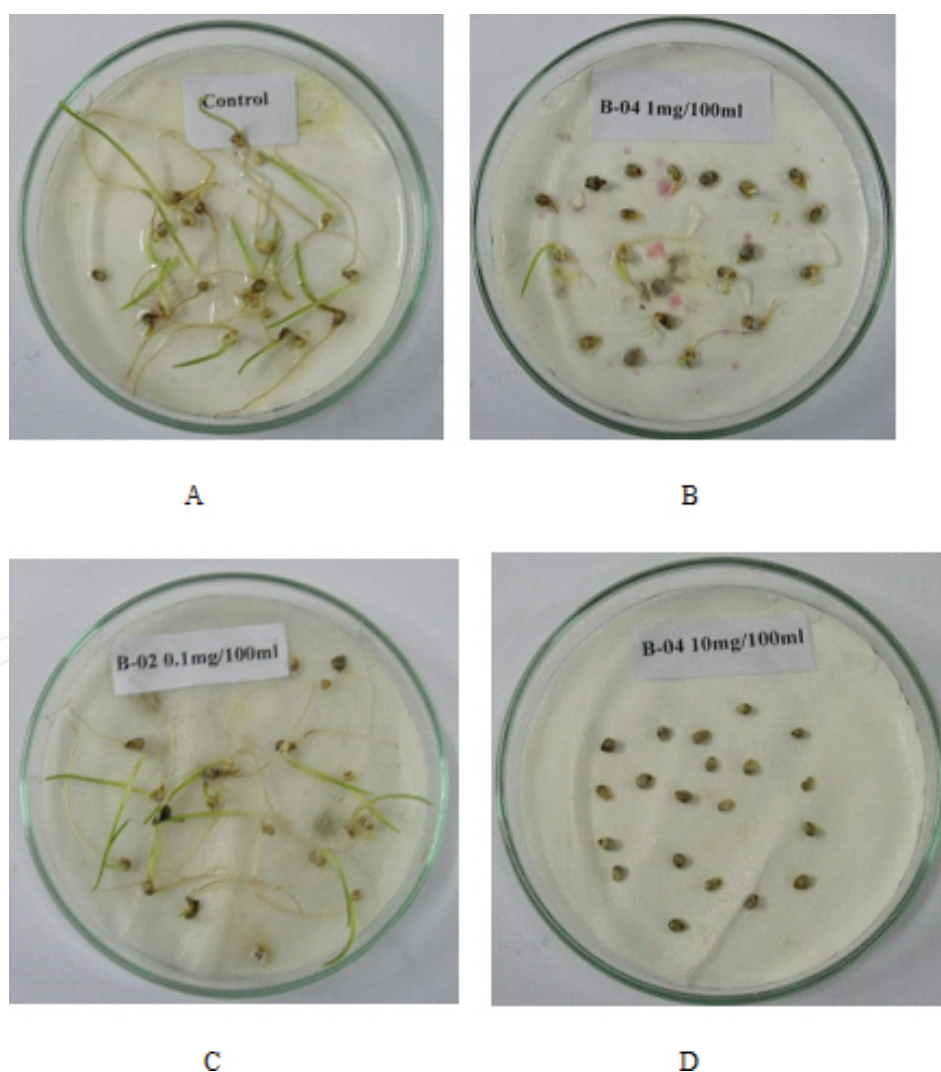 Control
B-04 1mg/100ml
A
B
B-02 0.1mg/100ml
B-04 10mg/100ml
C
D